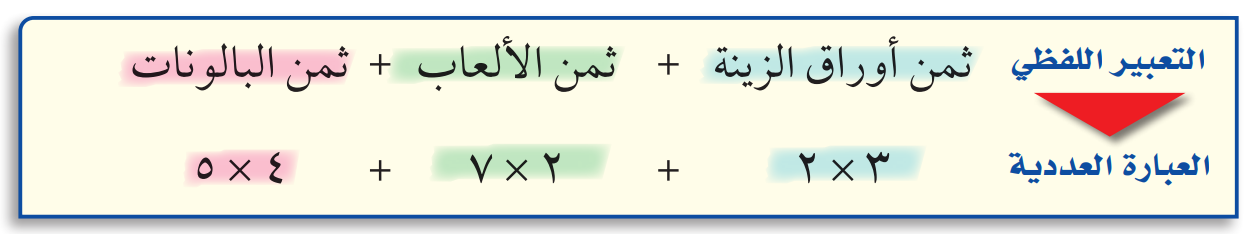 التعبير اللفظي ثمن أوراق الزينة + ثمن الألعاب + ثمن البالونات
العبارة العددية ٣ × ٢ + ٢ × ٧ + ٤ × ٥